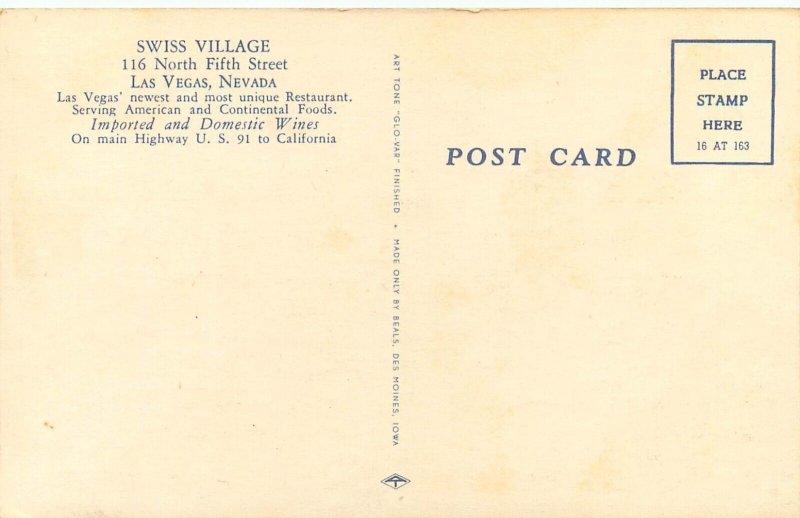 SWISS VILLAGE
116 North Fifth Street
LAS VEGAS, NEVADA
Las Vegas' newest and most unique Restaurant.
Serving American and Continental Foods.
Imported and Domestic Wines
On main Highway U. S. 91 to California
ART TONE "GLO-VAR" FINISHED • MADE ONLY BY BEALS, DES MOINES, IOWA
POST CARD
PLACE
STAMP
HERE
16 AT 163